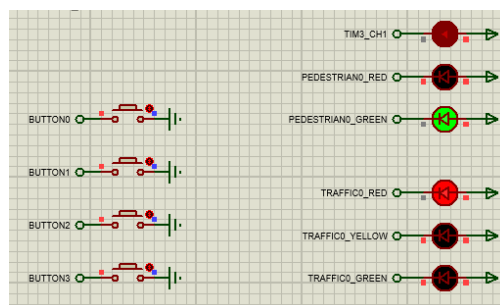 TIM3_CH1
PEDESTRIAN0_RED
BUTTON0
PEDESTRIAN0_GREEN
BUTTON1
TRAFFIC0_RED
BUTTON2
TRAFFIC0_YELLOW
BUTTON3
TRAFFIC0_GREEN